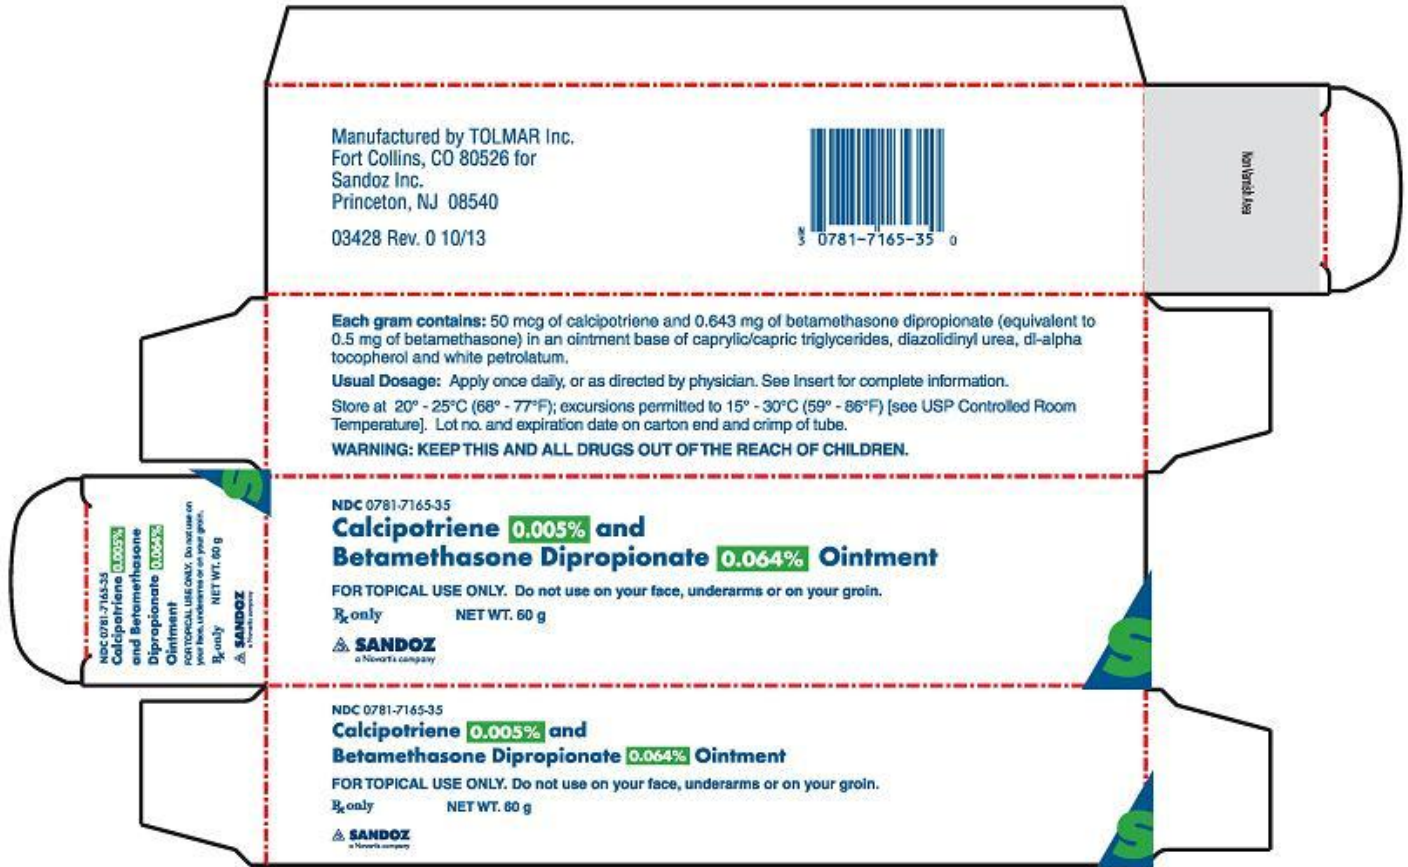 Manufactured by TOLMAR Inc.
Fort Collins, CO 80526 for
Sandoz Inc.
Princeton, NJ 08540
03428 Rev. 0 10/13
3 0781-7165-35 0
Non Varnish Area
Each gram contains: 50 mcg of calcipotriene and 0.643 mg of betamethasone dipropionate (equivalent to
0.5 mg of betamethasone) in an ointment base of caprylic/capric triglycerides, diazolidinyl urea, dl-alpha
tocopherol and white petrolatum.
Usual Dosage: Apply once daily, or as directed by physician. See Insert for complete information.
Store at 20° - 25°C (68° - 77°F); excursions permitted to 15° - 30°C (59° - 86°F) [see USP Controlled Room
Temperature]. Lot no. and expiration date on carton end and crimp of tube.
WARNING: KEEP THIS AND ALL DRUGS OUT OF THE REACH OF CHILDREN.
NDC 0781-7165-35
Calcipotriene 0.005%
and Betamethasone
Dipropionate 0.064%
Ointment
FOR TOPICAL USE ONLY. Do not use on
your face, underarms or on your groin.
Rx only NET WT. 60 g
SANDOZ
a Novartis company
S
NDC 0781-7165-35
Calcipotriene 0.005% and
Betamethasone Dipropionate 0.064% Ointment
FOR TOPICAL USE ONLY. Do not use on your face, underarms or on your groin.
Rx only NET WT. 60 g
SANDOZ
a Novartis company
S
NDC 0781-7165-35
Calcipotriene 0.005% and
Betamethasone Dipropionate 0.064% Ointment
FOR TOPICAL USE ONLY. Do not use on your face, underarms or on your groin.
Rx only NET WT. 60 g
SANDOZ
a Novartis company
S